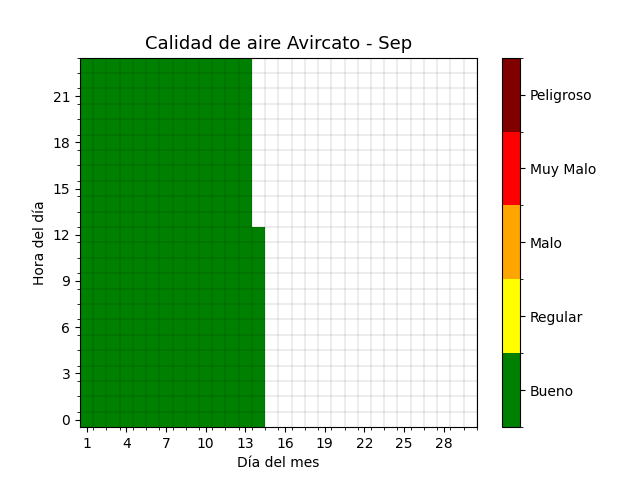 Calidad de aire Avircato - Sep
Peligroso
Muy Malo
Malo
Regular
Bueno
Hora del día
21
18
15
12
9
6
3
0
1 4 7 10 13 16 19 22 25 28
Día del mes